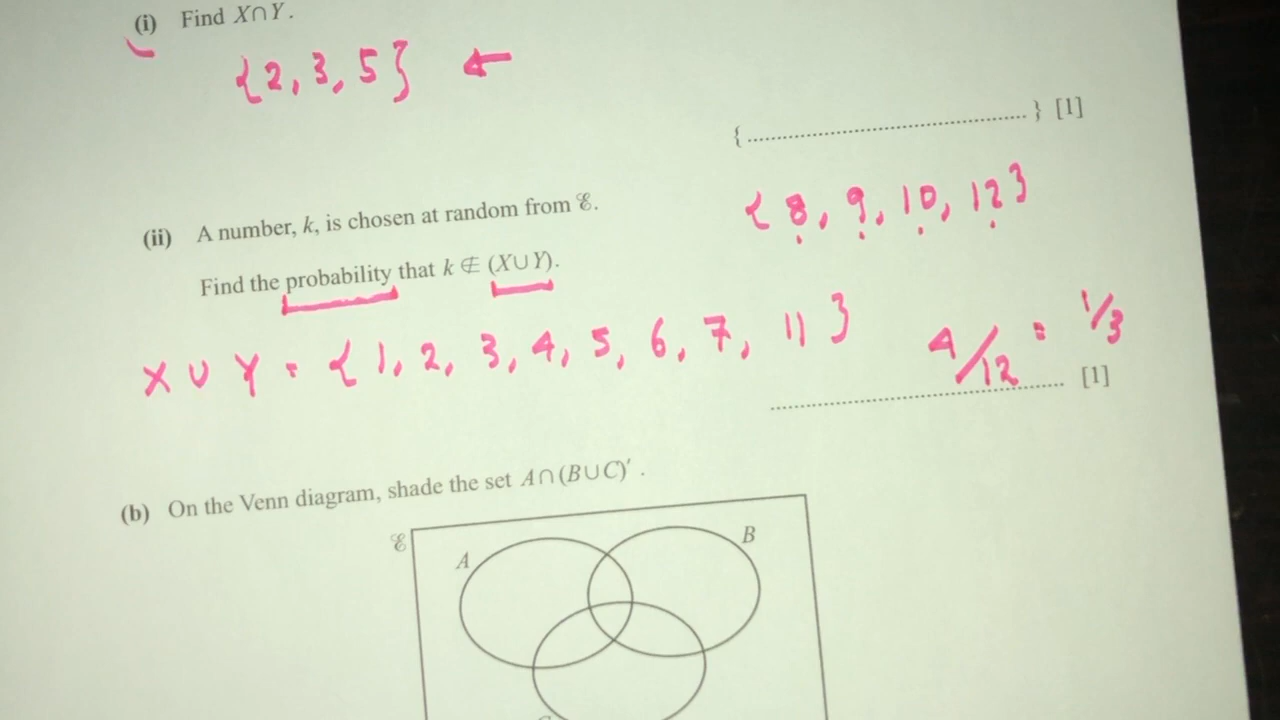 (i) Find X∩Y.
{2, 3, 5} ←
{ ........................................ } [1]
(ii) A number, k, is chosen at random from ℰ.
{ 8, 9, 10, 12 }
Find the probability that k ∉ (X∪Y).
X ∪ Y = { 1, 2, 3, 4, 5, 6, 7, 11 }
4/12 = 1/3
........................................ [1]
(b) On the Venn diagram, shade the set A∩(B∪C)′ .
ℰ
A
B